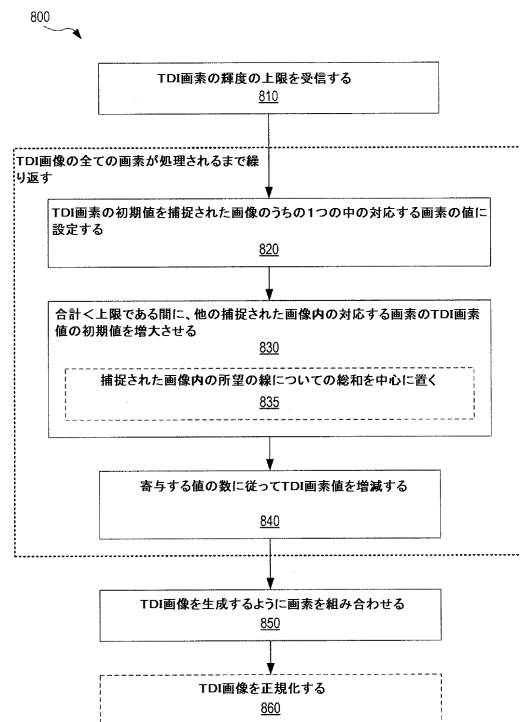 800
TDI画素の輝度の上限を受信する
810
TDI画像の全ての画素が処理されるまで繰
り返す
TDI画素の初期値を捕捉された画像のうちの1つの中の対応する画素の値に
設定する
820
合計＜上限である間に、他の捕捉された画像内の対応する画素のTDI画素
値の初期値を増大させる
830
捕捉された画像内の所望の線についての総和を中心に置く
835
寄与する値の数に従ってTDI画素値を増減する
840
TDI画像を生成するように画素を組み合わせる
850
TDI画像を正規化する
860